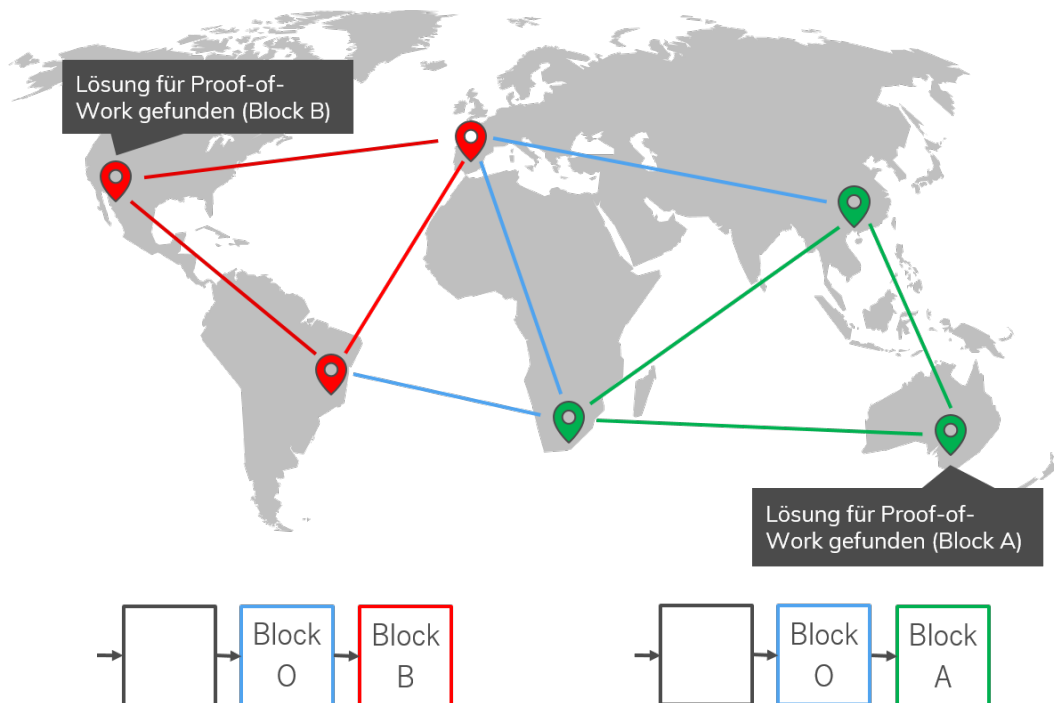 Lösung für Proof-of-
Work gefunden (Block B)
Lösung für Proof-of-
Work gefunden (Block A)
Block
O
Block
B
Block
O
Block
A